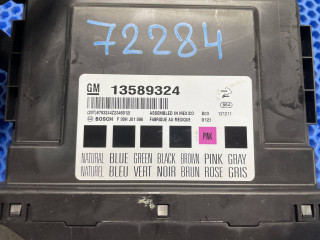 72284
GM 13589324
ASSEMBLED IN MEXICO
BOSCH FABRIQUE AU MEXIQUE
PINK
NATURAL BLUE GREEN BLACK BROWN PINK GRAY
NATUREL BLEU VERT NOIR BRUN ROSE GRIS